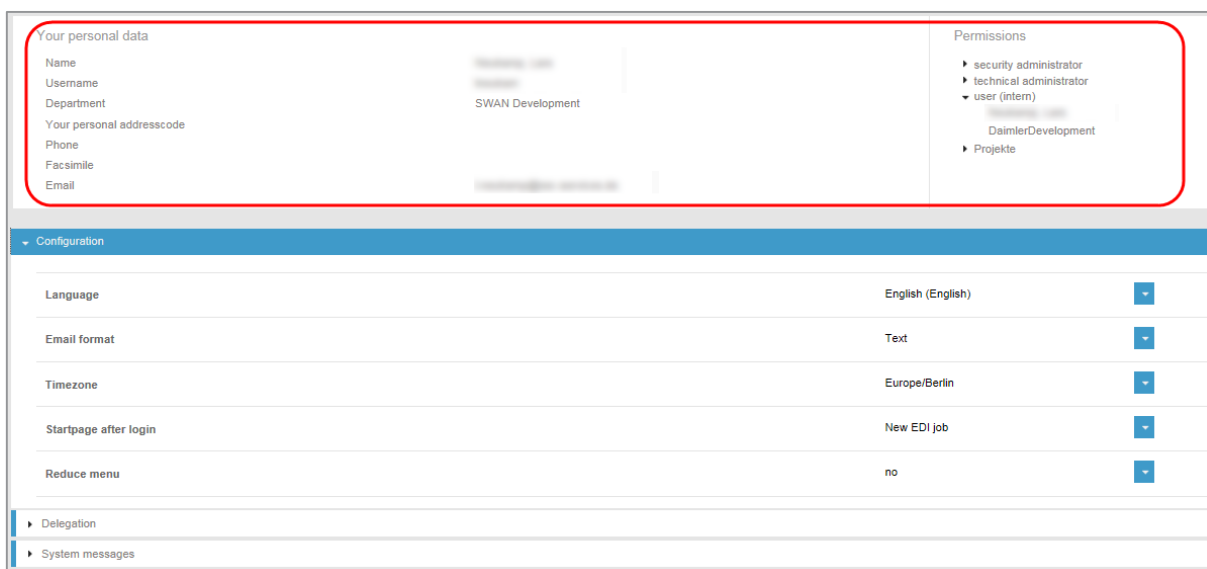 Your personal data
Name
Username
Department SWAN Development
Your personal addresscode
Phone
Facsimile
Email
Permissions
security administrator
technical administrator
user (intern)
DaimlerDevelopment
Projekte
Configuration
Language English (English)
Email format Text
Timezone Europe/Berlin
Startpage after login New EDI job
Reduce menu no
Delegation
System messages